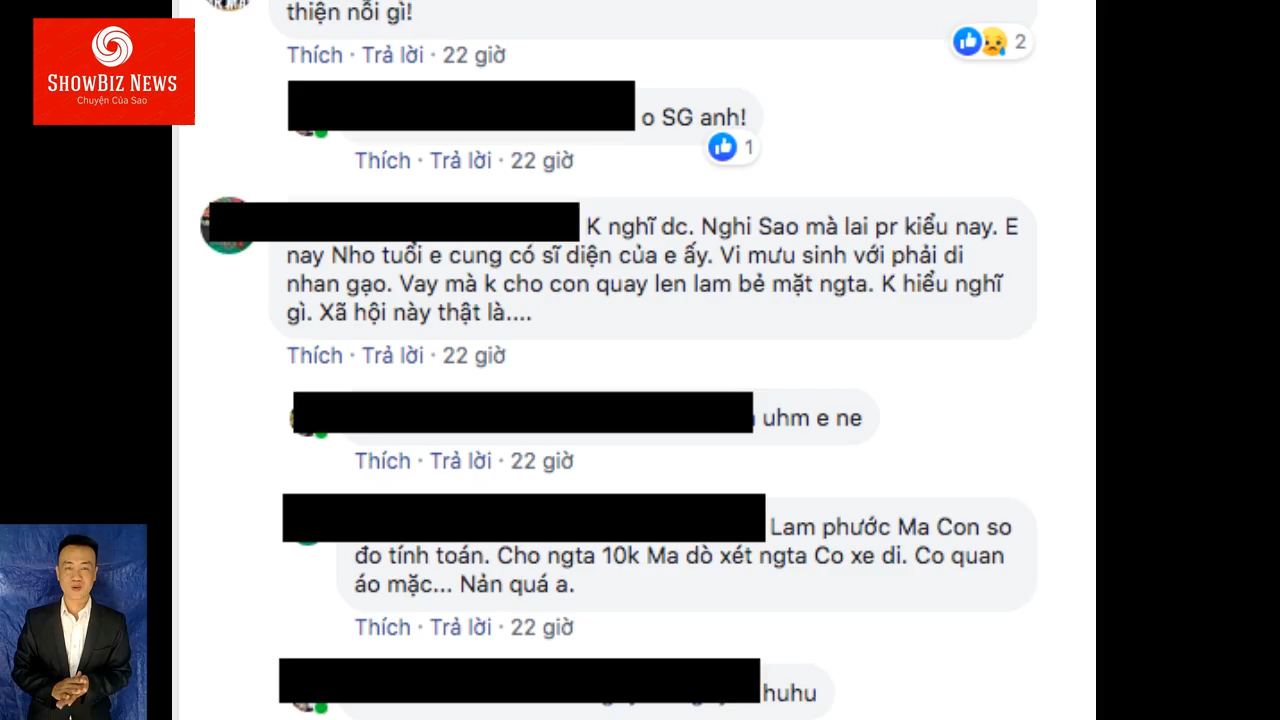 thiện nỗi gì!
Thích · Trả lời · 22 giờ
2
SHOWBIZ NEWS
Chuyện Của Sao
o SG anh!
1
Thích · Trả lời · 22 giờ
K nghĩ dc. Nghi Sao mà lai pr kiểu nay. E
nay Nho tuổi e cung có sĩ diện của e ấy. Vi mưu sinh với phải di
nhan gạo. Vay mà k cho con quay len lam bẻ mặt ngta. K hiểu nghĩ
gì. Xã hội này thật là....
Thích · Trả lời · 22 giờ
uhm e ne
Thích · Trả lời · 22 giờ
Lam phước Ma Con so
đo tính toán. Cho ngta 10k Ma dò xét ngta Co xe di. Co quan
áo mặc... Nản quá a.
Thích · Trả lời · 22 giờ
huhu